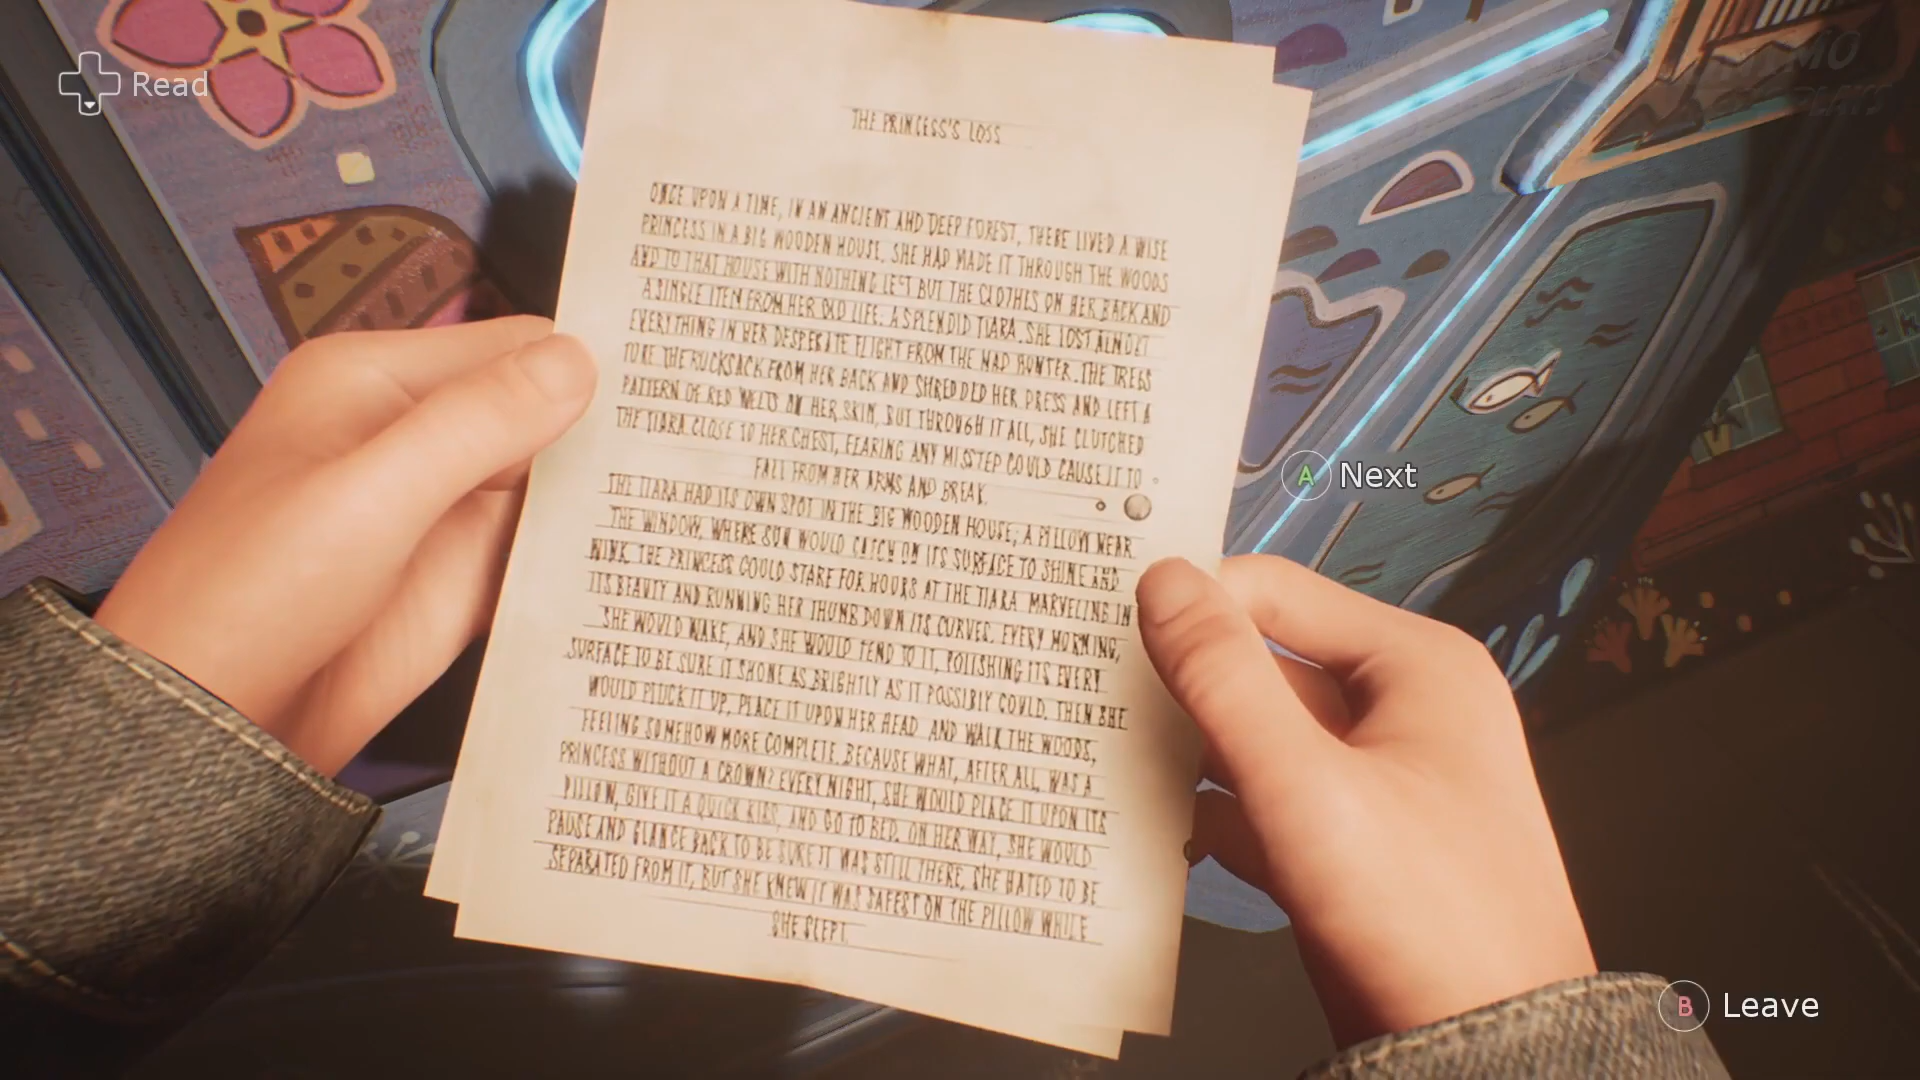 Read
THE PRINCESS'S LOSS
ONCE UPON A TIME, IN AN ANCIENT AND DEEP FOREST, THERE LIVED A WISE
PRINCESS IN A BIG WOODEN HOUSE. SHE HAD MADE IT THROUGH THE WOODS
AND TO THAT HOUSE WITH NOTHING LEFT BUT THE CLOTHES ON HER BACK AND
A SINGLE ITEM FROM HER OLD LIFE. A SPLENDID TIARA. SHE LOST ALMOST
EVERYTHING IN HER DESPERATE FLIGHT FROM THE MAD HUNTER. THE TREES
TORE THE RUCKSACK FROM HER BACK AND SHREDDED HER DRESS AND LEFT A
PATTERN OF RED WELTS ON HER SKIN, BUT THROUGH IT ALL, SHE CLUTCHED
THE TIARA CLOSE TO HER CHEST, FEARING ANY MISSTEP COULD CAUSE IT TO
FALL FROM HER ARMS AND BREAK.
THE TIARA HAD ITS OWN SPOT IN THE BIG WOODEN HOUSE; A PILLOW NEAR
THE WINDOW, WHERE SUN WOULD CATCH ON ITS SURFACE TO SHINE AND
WINK. THE PRINCESS COULD STARE FOR HOURS AT THE TIARA MARVELING IN
ITS BEAUTY AND RUNNING HER THUMB DOWN ITS CURVES. EVERY MORNING,
SHE WOULD WAKE, AND SHE WOULD TEND TO IT, POLISHING ITS EVERY
SURFACE TO BE SURE IT SHONE AS BRIGHTLY AS IT POSSIBLY COULD. THEN SHE
WOULD PLUCK IT UP, PLACE IT UPON HER HEAD AND WALK THE WOODS,
FEELING SOMEHOW MORE COMPLETE. BECAUSE WHAT, AFTER ALL, WAS A
PRINCESS WITHOUT A CROWN? EVERY NIGHT, SHE WOULD PLACE IT UPON ITS
PILLOW, GIVE IT A QUICK KISS, AND GO TO BED. ON HER WAY, SHE WOULD
PAUSE AND GLANCE BACK TO BE SURE IT WAS STILL THERE, SHE HATED TO BE
SEPARATED FROM IT, BUT SHE KNEW IT WAS SAFEST ON THE PILLOW WHILE
SHE SLEPT.
A Next
B Leave